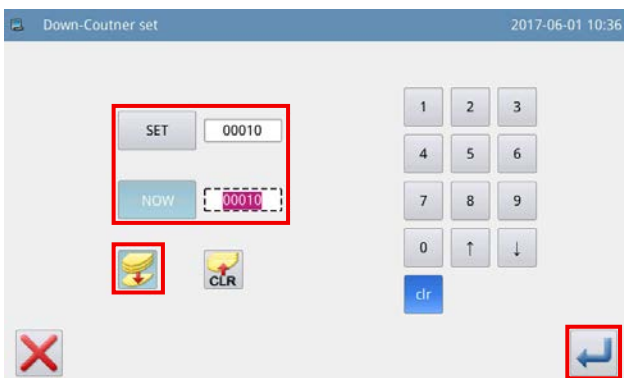 Down-Coutner set 2017-06-01 10:36
SET 00010
NOW 00010
CLR
1 2 3
4 5 6
7 8 9
0 ↑ ↓
clr